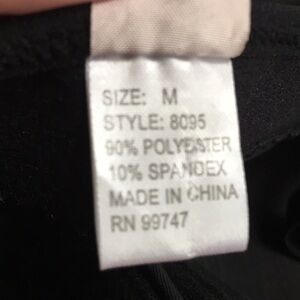 SIZE: M
STYLE: 8095
90% POLYESTER
10% SPANDEX
MADE IN CHINA
RN 99747